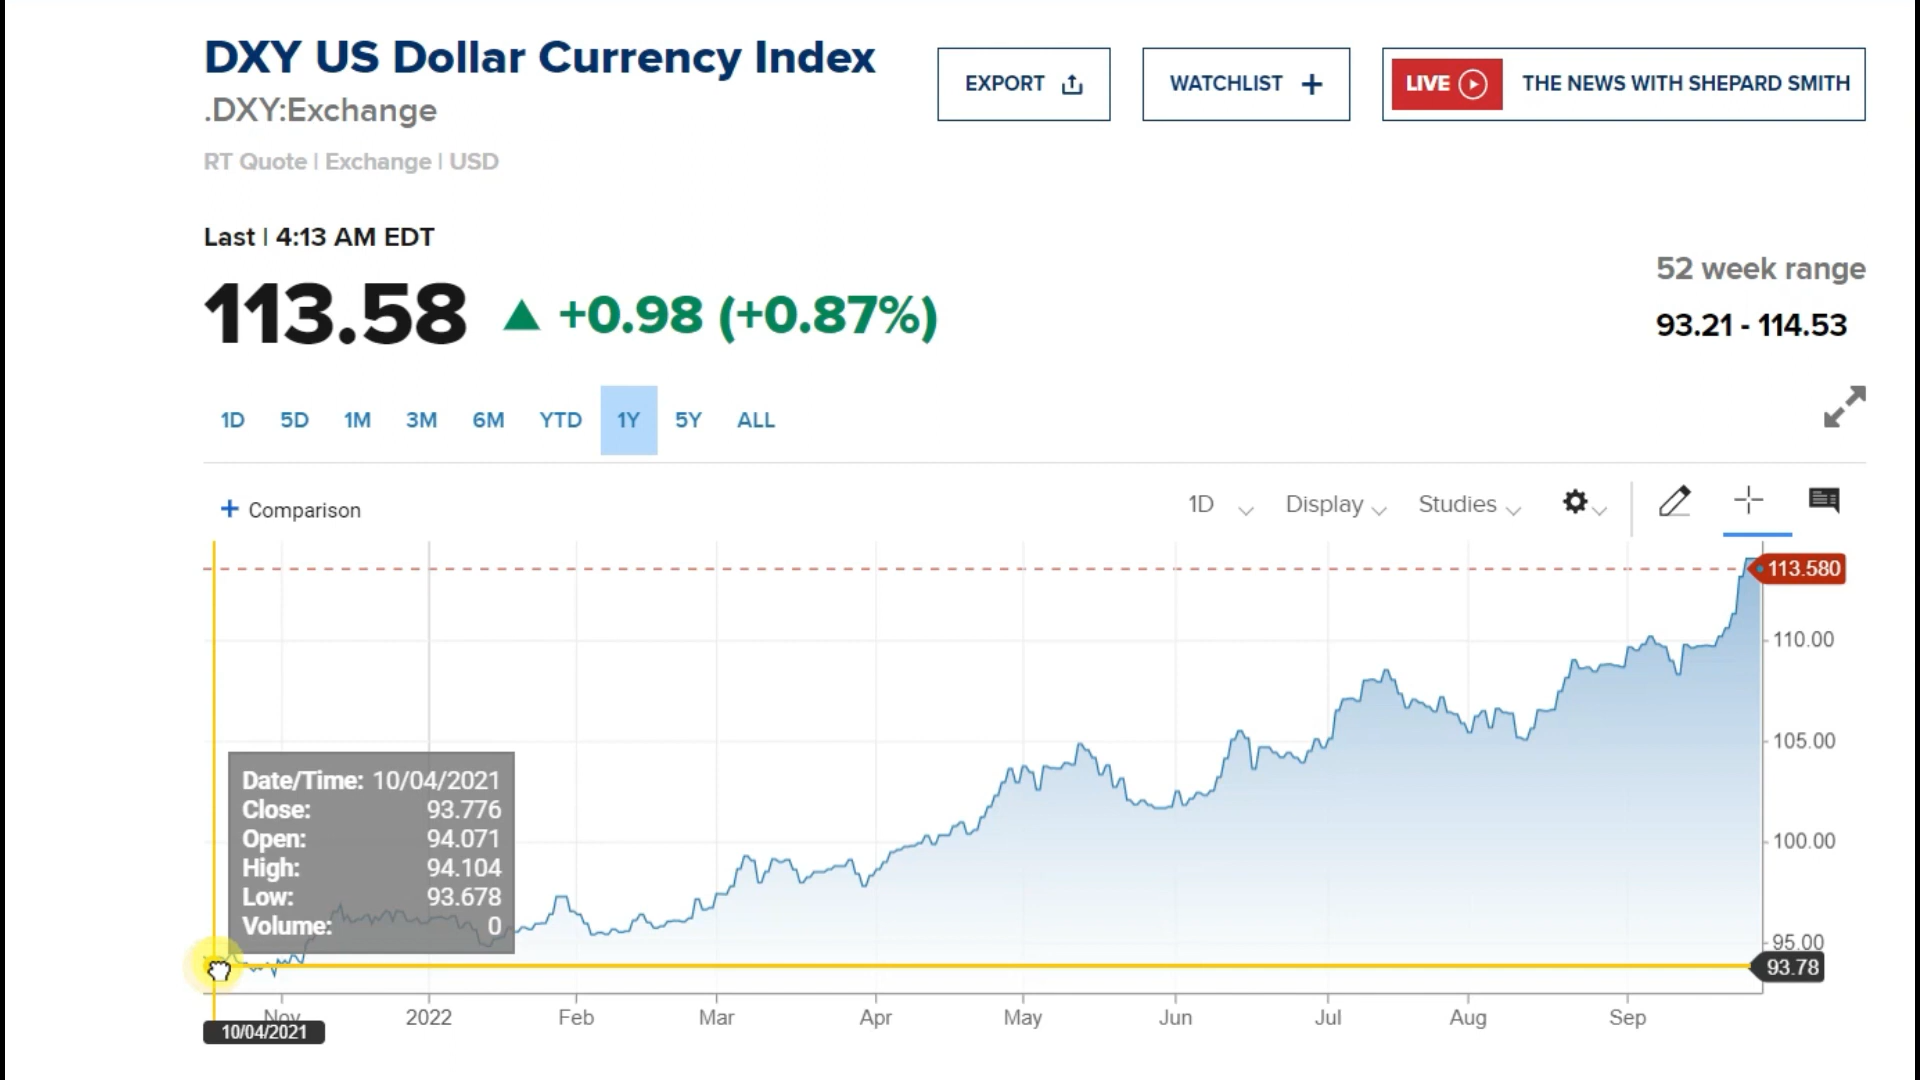 DXY US Dollar Currency Index
EXPORT
WATCHLIST +
LIVE
THE NEWS WITH SHEPARD SMITH
.DXY:Exchange
RT Quote | Exchange | USD
Last | 4:13 AM EDT
52 week range
113.58 ▲ +0.98 (+0.87%)
93.21 - 114.53
1D 5D 1M 3M 6M YTD 1Y 5Y ALL
+ Comparison
1D Display Studies
113.580
110.00
105.00
Date/Time: 10/04/2021
Close: 93.776
Open: 94.071
High: 94.104
Low: 93.678
Volume: 0
100.00
95.00
93.78
Nov 2022 Feb Mar Apr May Jun Jul Aug Sep
10/04/2021